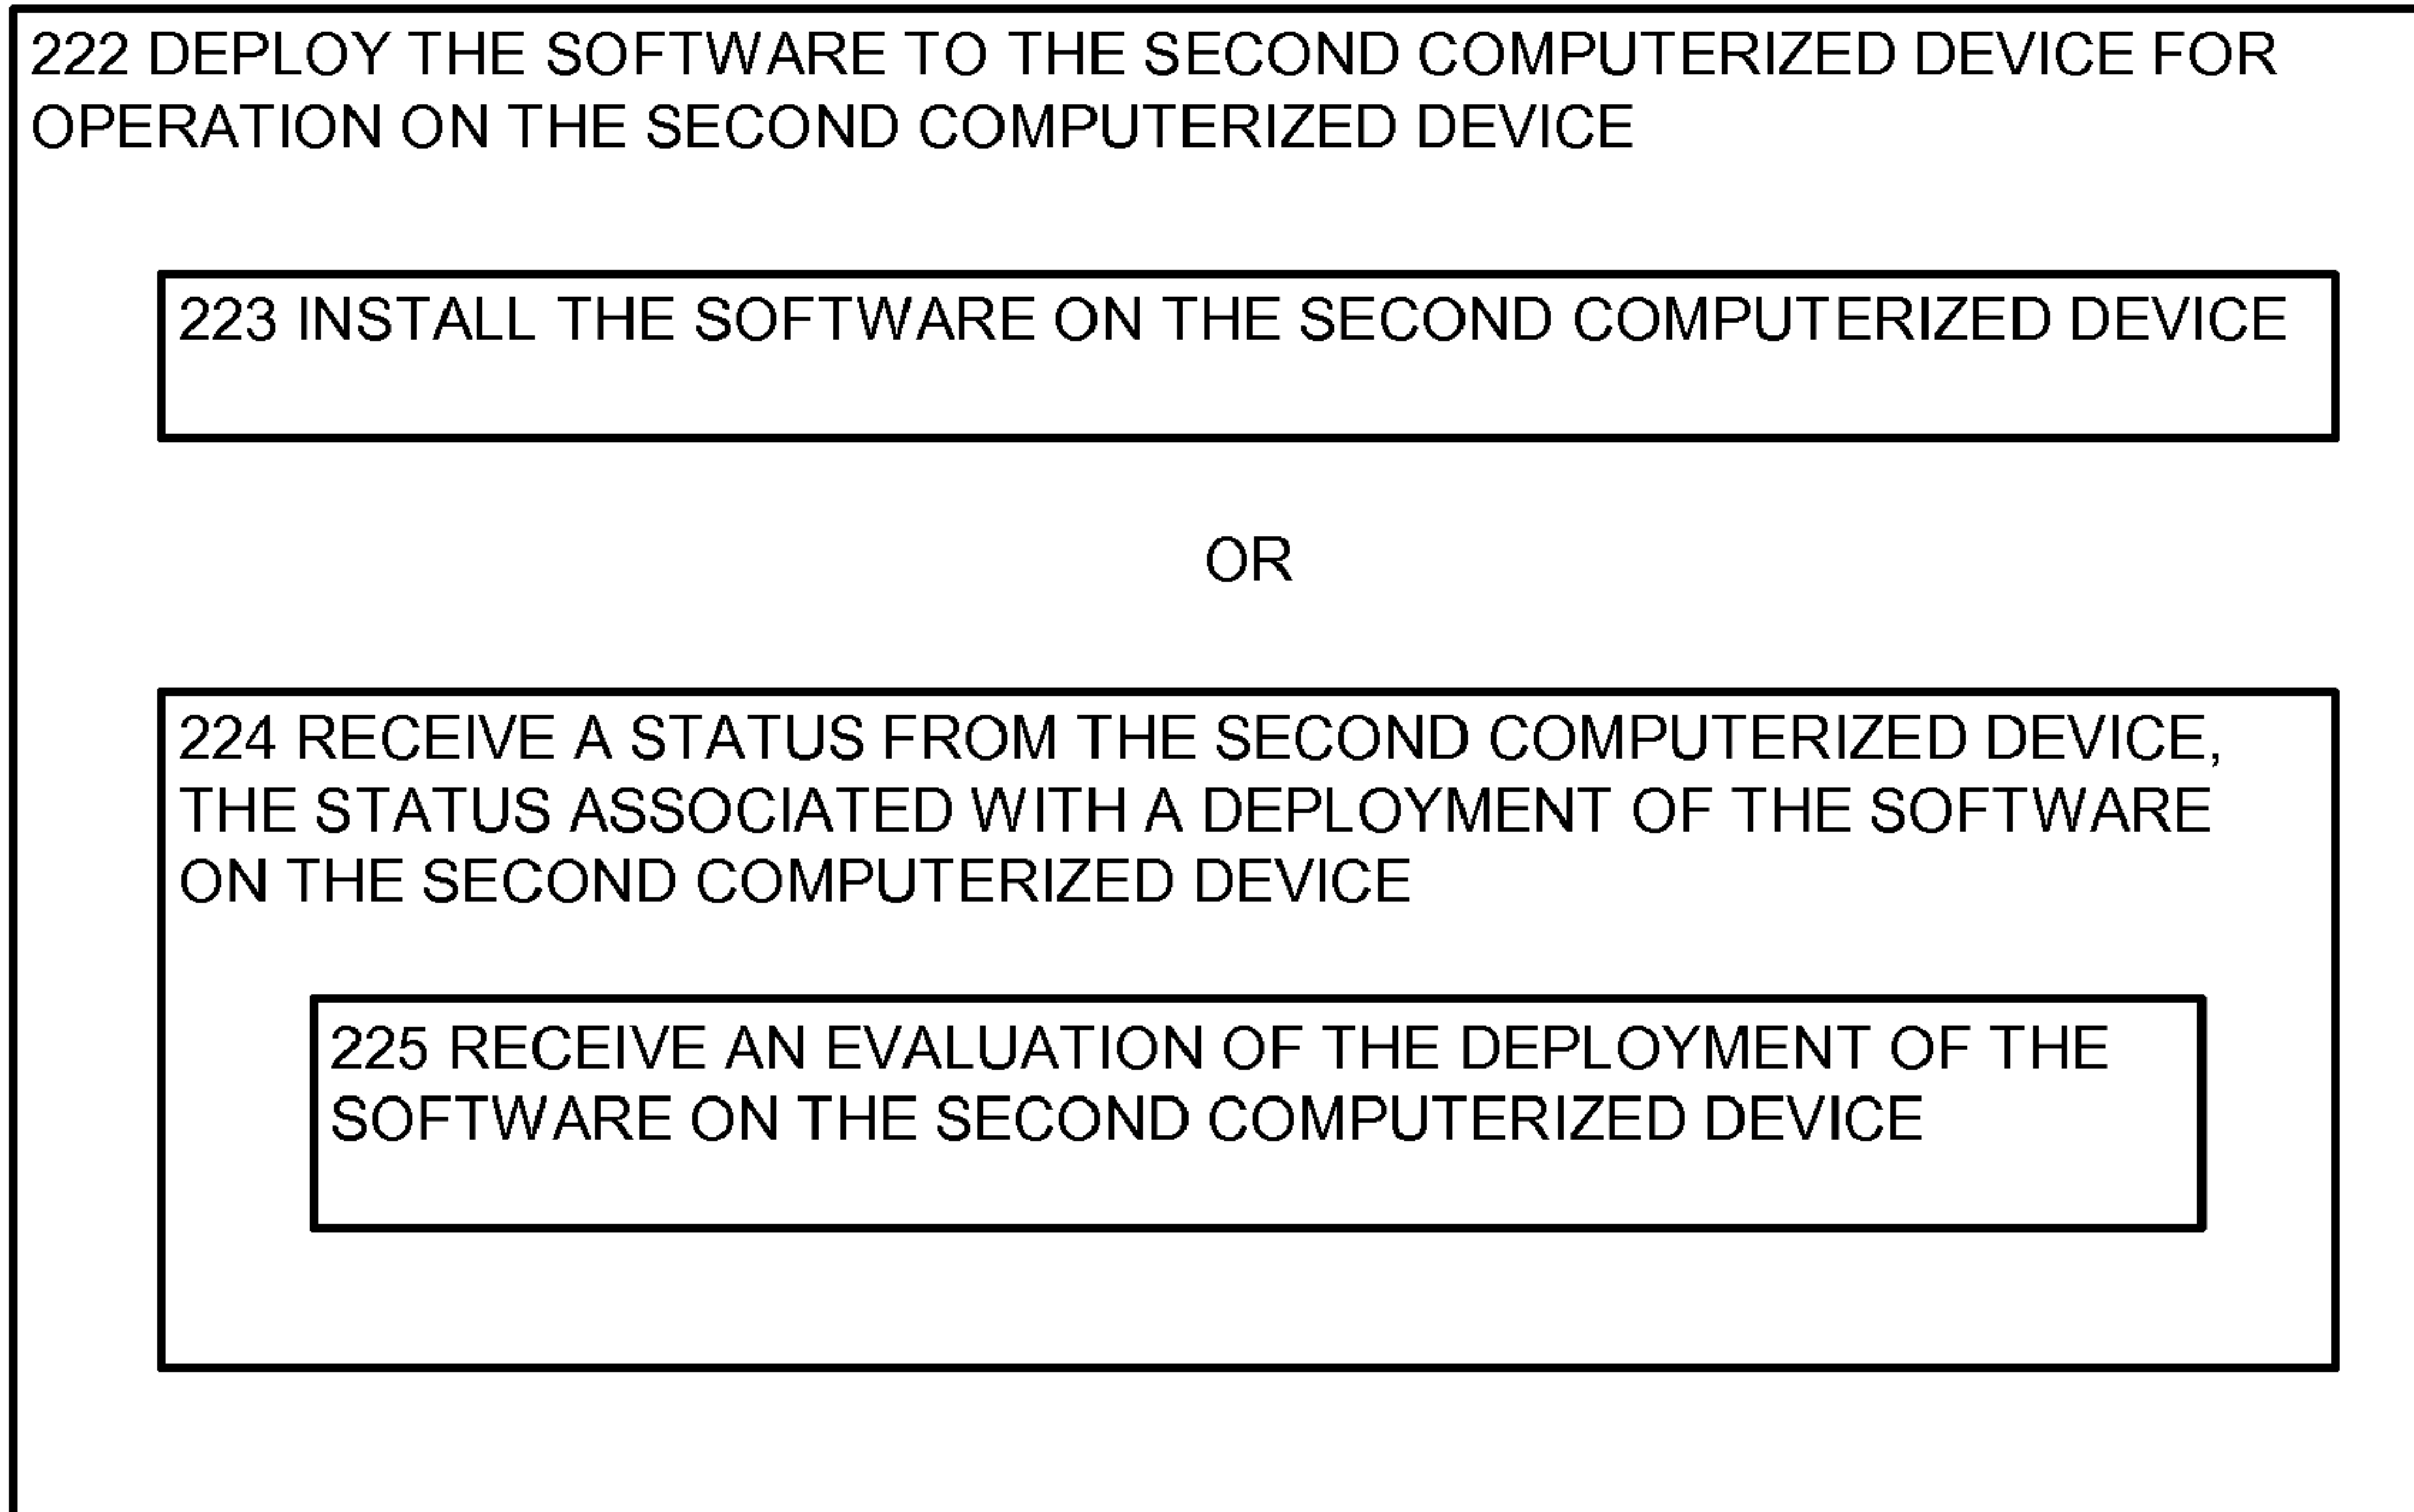 222 DEPLOY THE SOFTWARE TO THE SECOND COMPUTERIZED DEVICE FOR
OPERATION ON THE SECOND COMPUTERIZED DEVICE
223 INSTALL THE SOFTWARE ON THE SECOND COMPUTERIZED DEVICE
OR
224 RECEIVE A STATUS FROM THE SECOND COMPUTERIZED DEVICE,
THE STATUS ASSOCIATED WITH A DEPLOYMENT OF THE SOFTWARE
ON THE SECOND COMPUTERIZED DEVICE
225 RECEIVE AN EVALUATION OF THE DEPLOYMENT OF THE
SOFTWARE ON THE SECOND COMPUTERIZED DEVICE